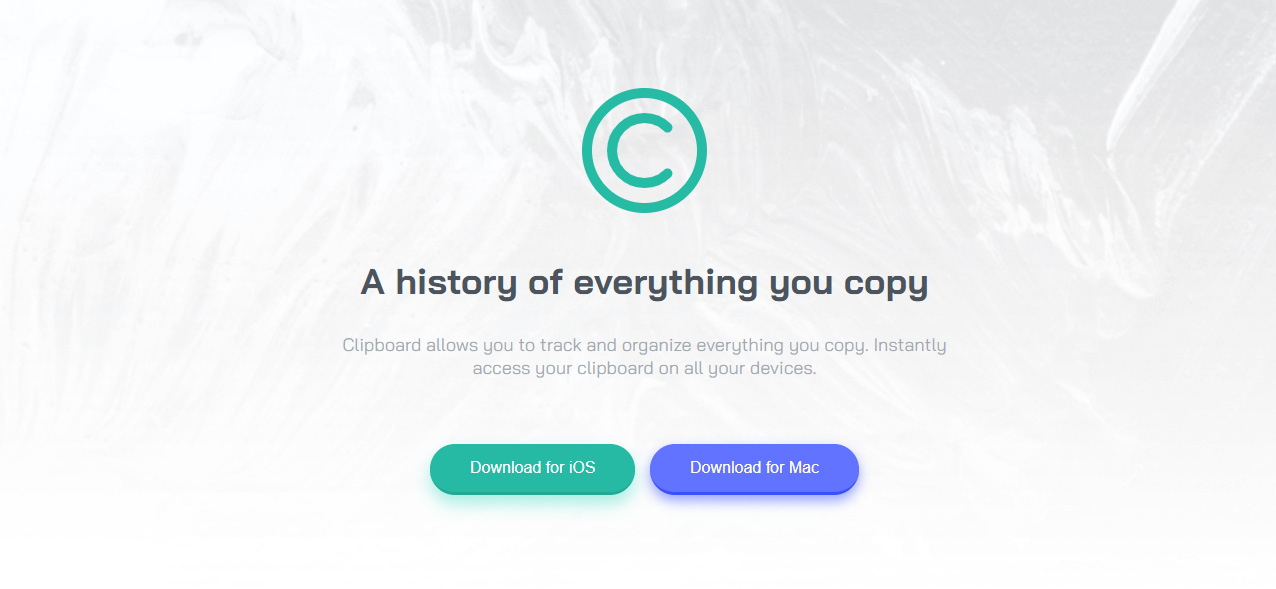 A history of everything you copy
Clipboard allows you to track and organize everything you copy. Instantly
access your clipboard on all your devices.
Download for iOS
Download for Mac